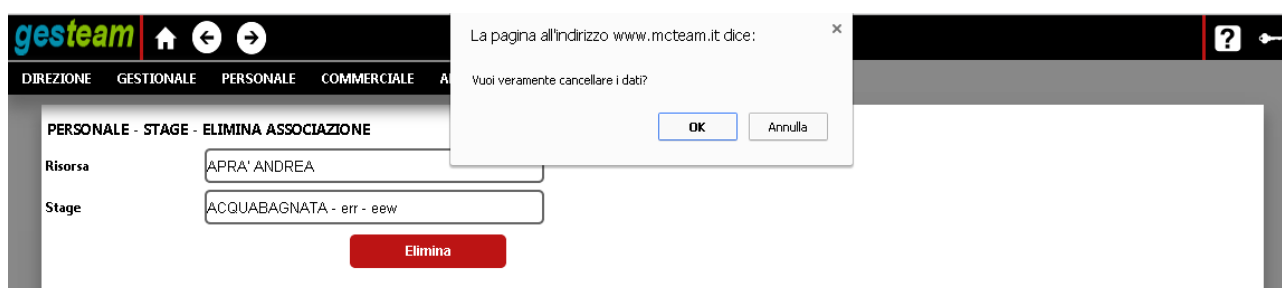 gesteam
La pagina all'indirizzo www.mcteam.it dice:
Vuoi veramente cancellare i dati?
OK Annulla
DIREZIONE GESTIONALE PERSONALE COMMERCIALE
PERSONALE - STAGE - ELIMINA ASSOCIAZIONE
Risorsa APRA' ANDREA
Stage ACQUABAGNATA - err - eew
Elimina